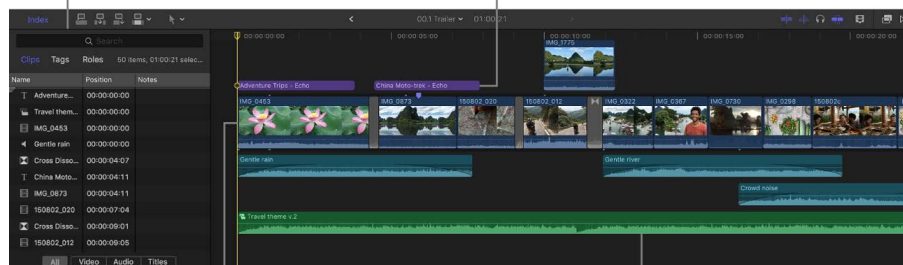 Index
00.1 Trailer
01:00:21
Search
Clips Tags Roles 50 items, 01:00:21 selec...
Name Position Notes
Adventure... 00:00:00:00
Travel them... 00:00:00:00
IMG_0453 00:00:00:00
Gentle rain 00:00:00:00
Cross Disso... 00:00:04:07
China Moto... 00:00:04:11
IMG_0873 00:00:04:11
150802_020 00:00:07:04
Cross Disso... 00:00:09:01
150802_012 00:00:09:05
All Video Audio Titles
00:00:00:00 00:00:05:00 00:00:10:00 00:00:15:00 00:00:20:00
IMG_1775
Adventure Trips - Echo China Moto-trek - Echo
IMG_0453 IMG_0873 150802_020 150802_012 IMG_0322 IMG_0367 IMG_0730 IMG_0298 150802c
Gentle rain Gentle river
Crowd noise
Travel theme v.2